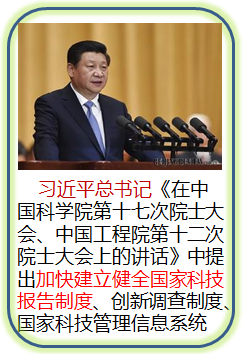 习近平总书记《在中
国科学院第十七次院士大
会、中国工程院第十二次
院士大会上的讲话》中提
出加快建立健全国家科技
报告制度、创新调查制度、
国家科技管理信息系统